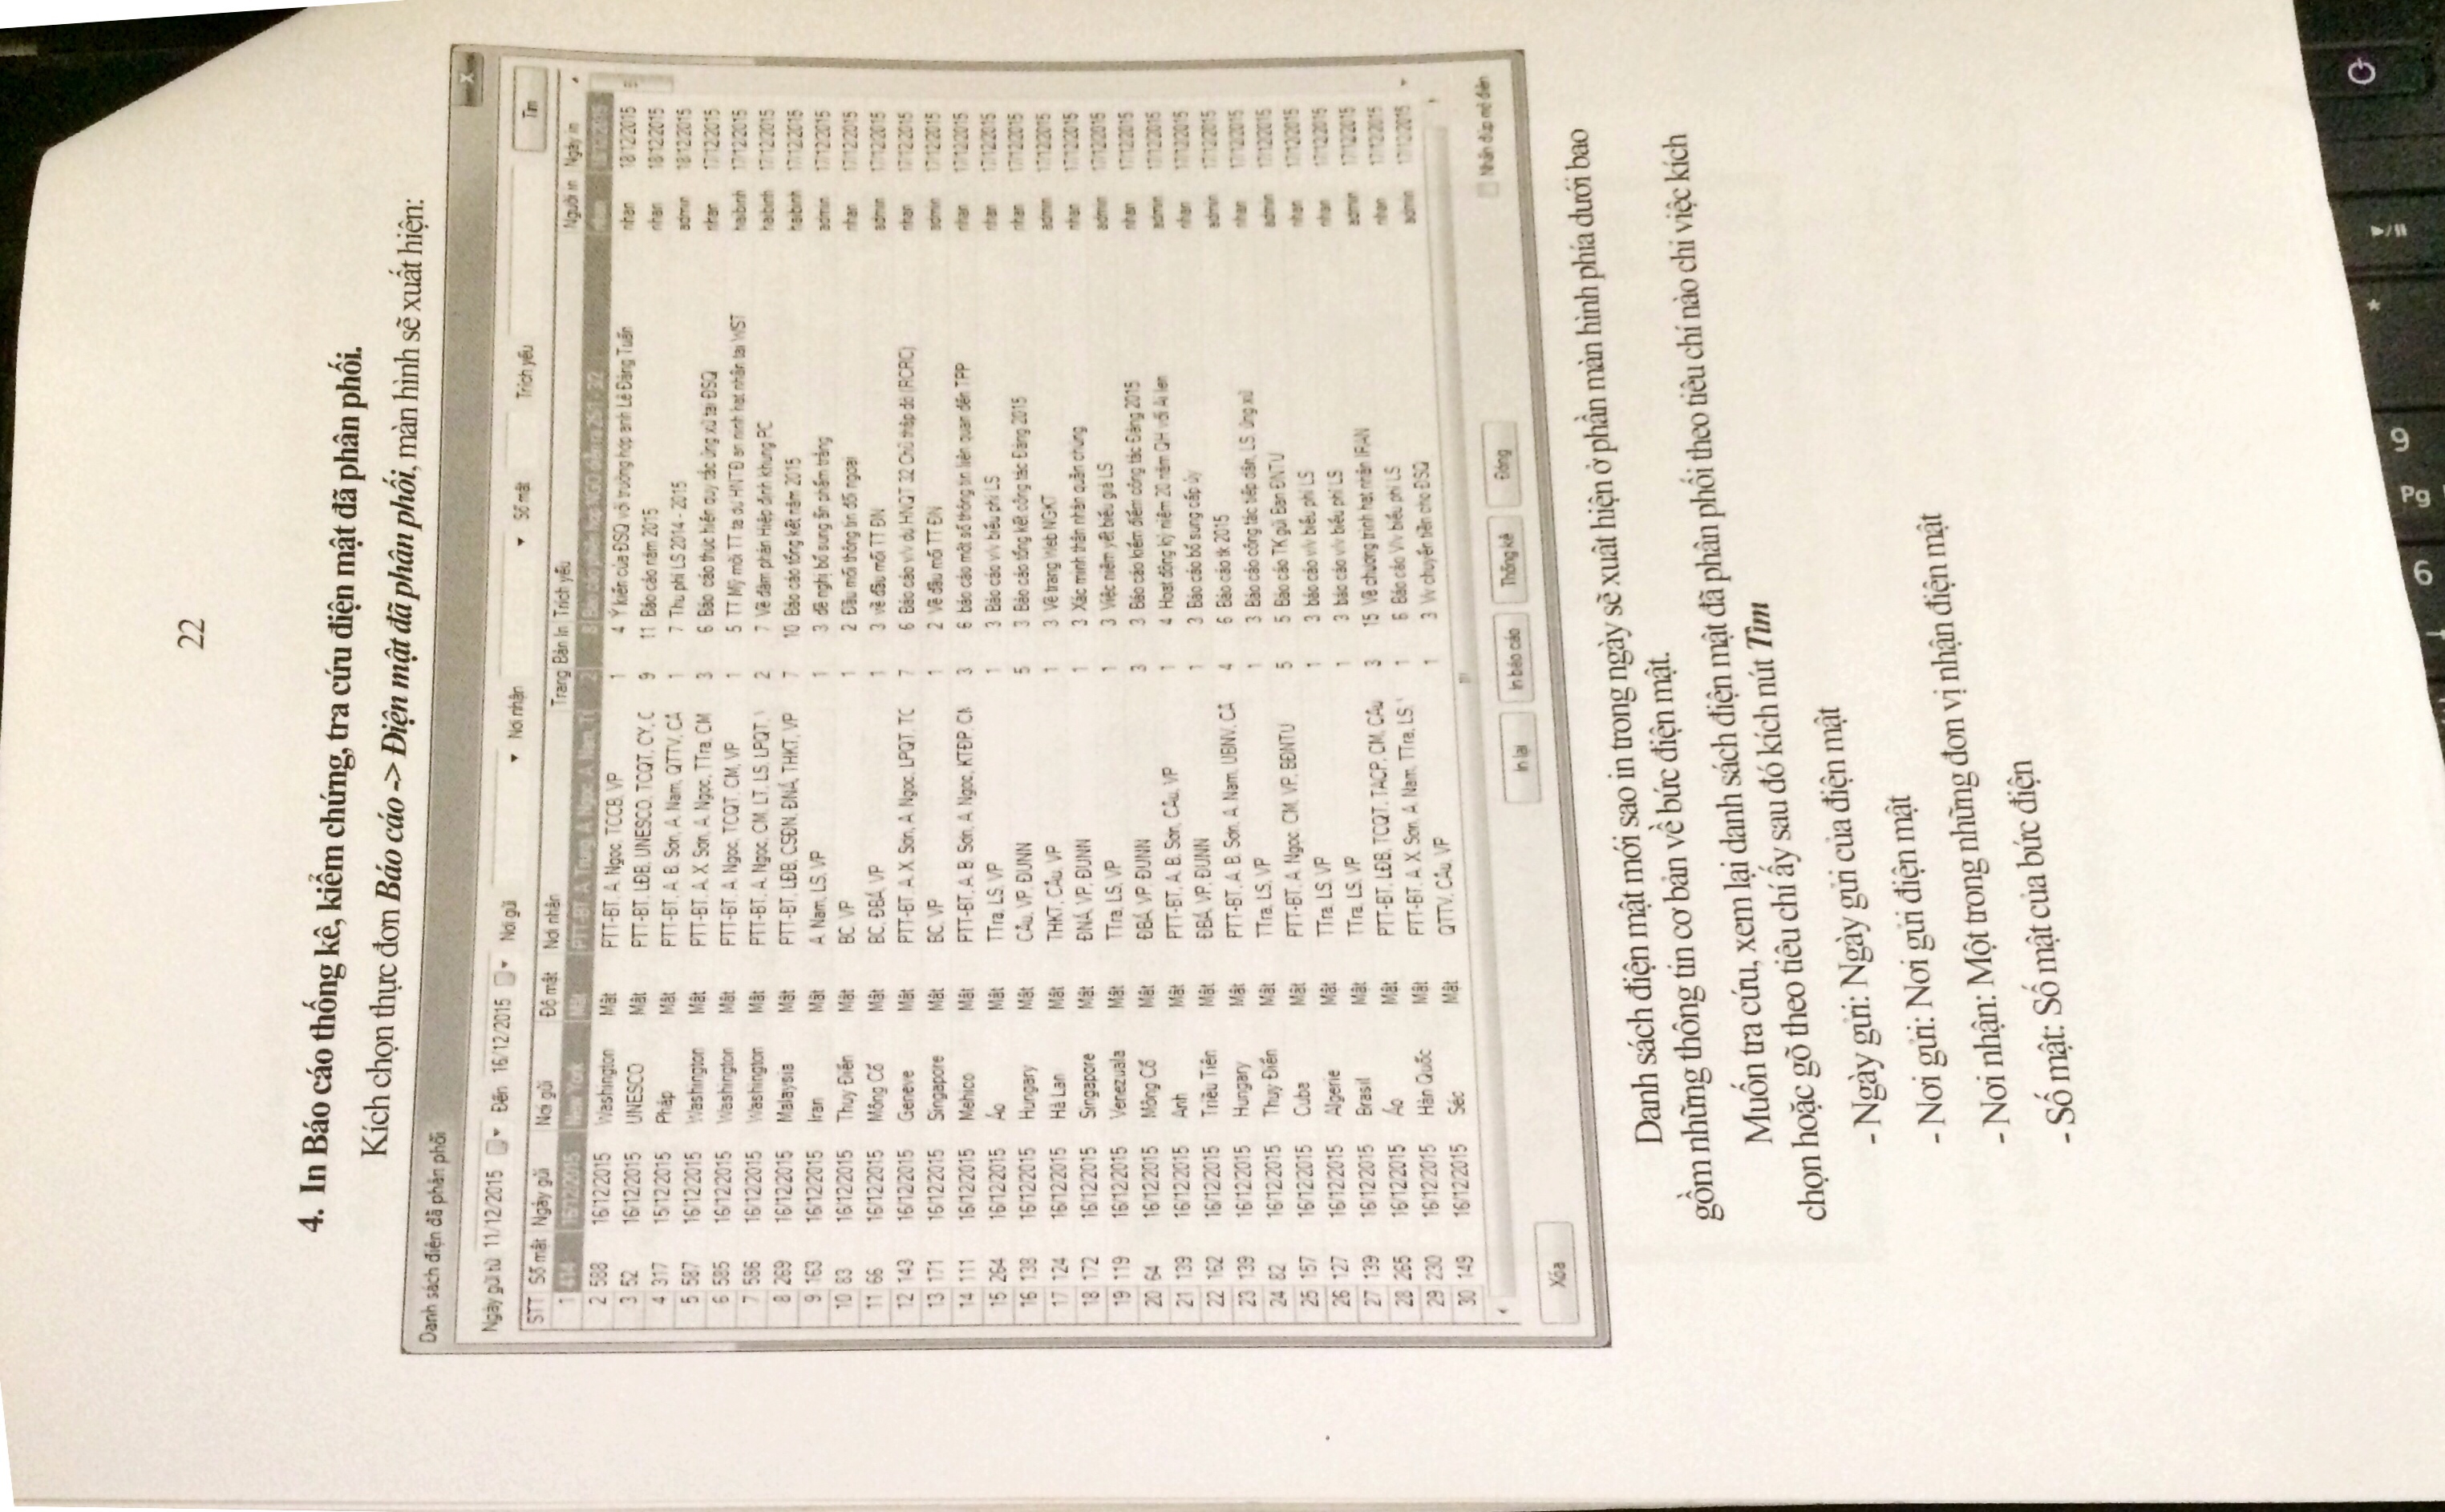 22
4. In Báo cáo thống kê, kiểm chứng, tra cứu điện mật đã phân phối.
Kích chọn thực đơn Báo cáo -> Điện mật đã phân phối, màn hình sẽ xuất hiện:
Danh sách điện đã phân phối
Ngày gửi từ 11/12/2015 Đến 16/12/2015 Nơi gửi Nơi nhận Số mật Trích yếu Tìm
STT Số mật Ngày gửi Nơi gửi Độ mật Nơi nhận Trang Bản In Trích yếu Người in Ngày in
1 414 16/12/2015 New York Mật PTT-BT, A. Trung, A. Ngọc, A. Nam, 2 8 Báo cáo phiên họp NGO diễn ra 25/1 - 3/2 nhan 18/12/2015
2 588 16/12/2015 Washington Mật PTT-BT, A. Ngọc, TCCB, VP 1 4 Ý kiến của ĐSQ với trường hợp anh Lê Đăng Tuấn nhan 18/12/2015
3 52 16/12/2015 UNESCO Mật PTT-BT, LĐB, UNESCO, TCQT, CY, C 9 11 Báo cáo năm 2015 nhan 18/12/2015
4 317 15/12/2015 Pháp Mật PTT-BT, A. B. Sơn, A. Nam, QTTV, CÂ 1 7 Thu phí LS 2014 - 2015 admin 18/12/2015
5 587 16/12/2015 Washington Mật PTT-BT, A. X. Sơn, A. Ngọc, TTra, CM 3 6 Báo cáo thực hiện quy tắc ứng xử tại ĐSQ nhan 17/12/2015
6 585 16/12/2015 Washington Mật PTT-BT, A. Ngọc, TCQT, CM, VP 1 5 TT Mỹ mời TT ta dự HNTĐ an ninh hạt nhân tại WST haibinh 17/12/2015
7 586 16/12/2015 Washington Mật PTT-BT, A. Ngọc, CM, LT, LS, LPQT, 2 7 Về đàm phán Hiệp định khung PC haibinh 17/12/2015
8 269 16/12/2015 Malaysia Mật PTT-BT, LĐB, CSĐN, ĐNÁ, THKT, VP 7 10 Báo cáo tổng kết năm 2015 haibinh 17/12/2015
9 163 16/12/2015 Iran Mật A. Nam, LS, VP 1 3 đề nghị bổ sung ấn phẩm trắng admin 17/12/2015
10 83 16/12/2015 Thụy Điển Mật BC, VP 1 2 Đầu mối thông tin đối ngoại nhan 17/12/2015
11 66 16/12/2015 Mông Cổ Mật BC, ĐBÁ, VP 1 3 về đầu mối TT ĐN admin 17/12/2015
12 143 16/12/2015 Geneve Mật PTT-BT, A. X. Sơn, A. Ngọc, LPQT, TC 7 6 Báo cáo v/v dự HNQT 32 Chữ thập đỏ (RCRC) nhan 17/12/2015
13 171 16/12/2015 Singapore Mật BC, VP 1 2 Về đầu mối TT ĐN admin 17/12/2015
14 111 16/12/2015 Mehico Mật PTT-BT, A. B. Sơn, A. Ngọc, KTĐP, CM 3 6 báo cáo một số thông tin liên quan đến TPP nhan 17/12/2015
15 264 16/12/2015 Áo Mật TTra, LS, VP 1 3 Báo cáo v/v biểu phí LS nhan 17/12/2015
16 138 16/12/2015 Hungary Mật CÂu, VP, ĐUNN 5 3 Báo cáo tổng kết công tác Đảng 2015 nhan 17/12/2015
17 124 16/12/2015 Hà Lan Mật THKT, CÂu, VP 1 3 Về trang Web NGKT admin 17/12/2015
18 172 16/12/2015 Singapore Mật ĐNÁ, VP, ĐUNN 1 3 Xác minh thân nhân quần chúng nhan 17/12/2015
19 119 16/12/2015 Venezuala Mật TTra, LS, VP 1 3 Việc niêm yết biểu giá LS admin 17/12/2015
20 64 16/12/2015 Mông Cổ Mật ĐBÁ, VP, ĐUNN 3 3 Báo cáo kiểm điểm công tác Đảng 2015 nhan 17/12/2015
21 139 16/12/2015 Anh Mật PTT-BT, A. B. Sơn, CÂu, VP 1 4 Hoạt động kỷ niệm 20 năm QH với Ai len admin 17/12/2015
22 162 16/12/2015 Triều Tiên Mật ĐBÁ, VP, ĐUNN 1 3 Báo cáo bổ sung cấp ủy nhan 17/12/2015
23 139 16/12/2015 Hungary Mật PTT-BT, A. B. Sơn, A. Nam, UBNV, CÂ 4 6 Báo cáo tk 2015 admin 17/12/2015
24 82 16/12/2015 Thụy Điển Mật TTra, LS, VP 1 3 Báo cáo công tác tiếp dân, LS, ứng xử nhan 17/12/2015
25 157 16/12/2015 Cuba Mật PTT-BT, A. Ngọc, CM, VP, BĐNTU 5 5 Báo cáo TK gửi Ban ĐNTU admin 17/12/2015
26 127 16/12/2015 Algerie Mật TTra, LS, VP 1 3 báo cáo v/v biểu phí LS nhan 17/12/2015
27 139 16/12/2015 Brasil Mật TTra, LS, VP 1 3 báo cáo v/v biểu phí LS nhan 17/12/2015
28 265 16/12/2015 Áo Mật PTT-BT, LĐB, TCQT, TACP, CM, CÂu 3 15 Về chương trình hạt nhân IRAN admin 17/12/2015
29 230 16/12/2015 Hàn Quốc Mật PTT-BT, A. X. Sơn, A. Nam, TTra, LS, 1 6 Báo cáo V/v biểu phí LS nhan 17/12/2015
30 149 16/12/2015 Séc Mật QTTV, CÂu, VP 1 3 Vv chuyển tiền cho ĐSQ admin 17/12/2015
Xóa In lại In báo cáo Thống kê Đóng Nhấn đúp mở điện
Danh sách điện mật mới sao in trong ngày sẽ xuât hiện ở phần màn hình phía dưới bao
gồm những thông tin cơ bản về bức điện mật.
Muốn tra cứu, xem lại danh sách điện mật đã phân phối theo tiêu chí nào chỉ việc kích
chọn hoặc gõ theo tiêu chí ấy sau đó kích nút Tìm
- Ngày gửi: Ngày gửi của điện mật
- Nơi gửi: Nơi gửi điện mật
- Nơi nhận: Một trong những đơn vị nhận điện mật
- Số mật: Số mật của bức điện
6
Pg
9
*